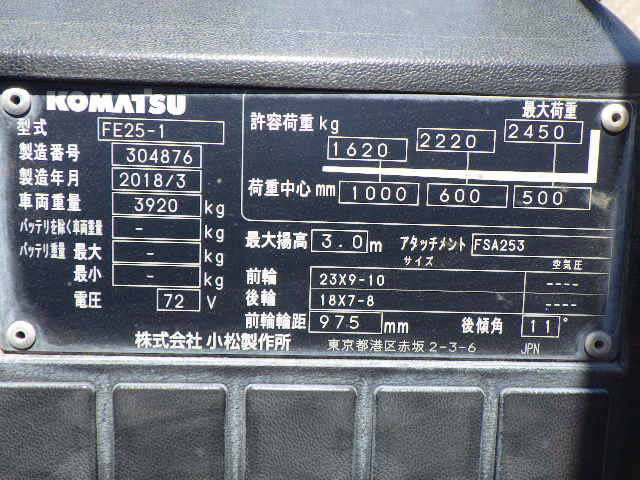 KOMATSU
型式 FE25-1
製造番号 304876
製造年月 2018/3
車両重量 3920 kg
バッテリを除く車両重量 - kg
バッテリ重量 最大 - kg
最小 - kg
電圧 72 V
最大荷重
許容荷重 kg 1620 2220 2450
荷重中心 mm 1000 600 500
最大揚高 3.0 m アタッチメント FSA253
サイズ 空気圧
前輪 23X9-10 ----
後輪 18X7-8 ----
前輪輪距 975 mm 後傾角 11°
株式会社 小松製作所 東京都港区赤坂 2-3-6 JPN